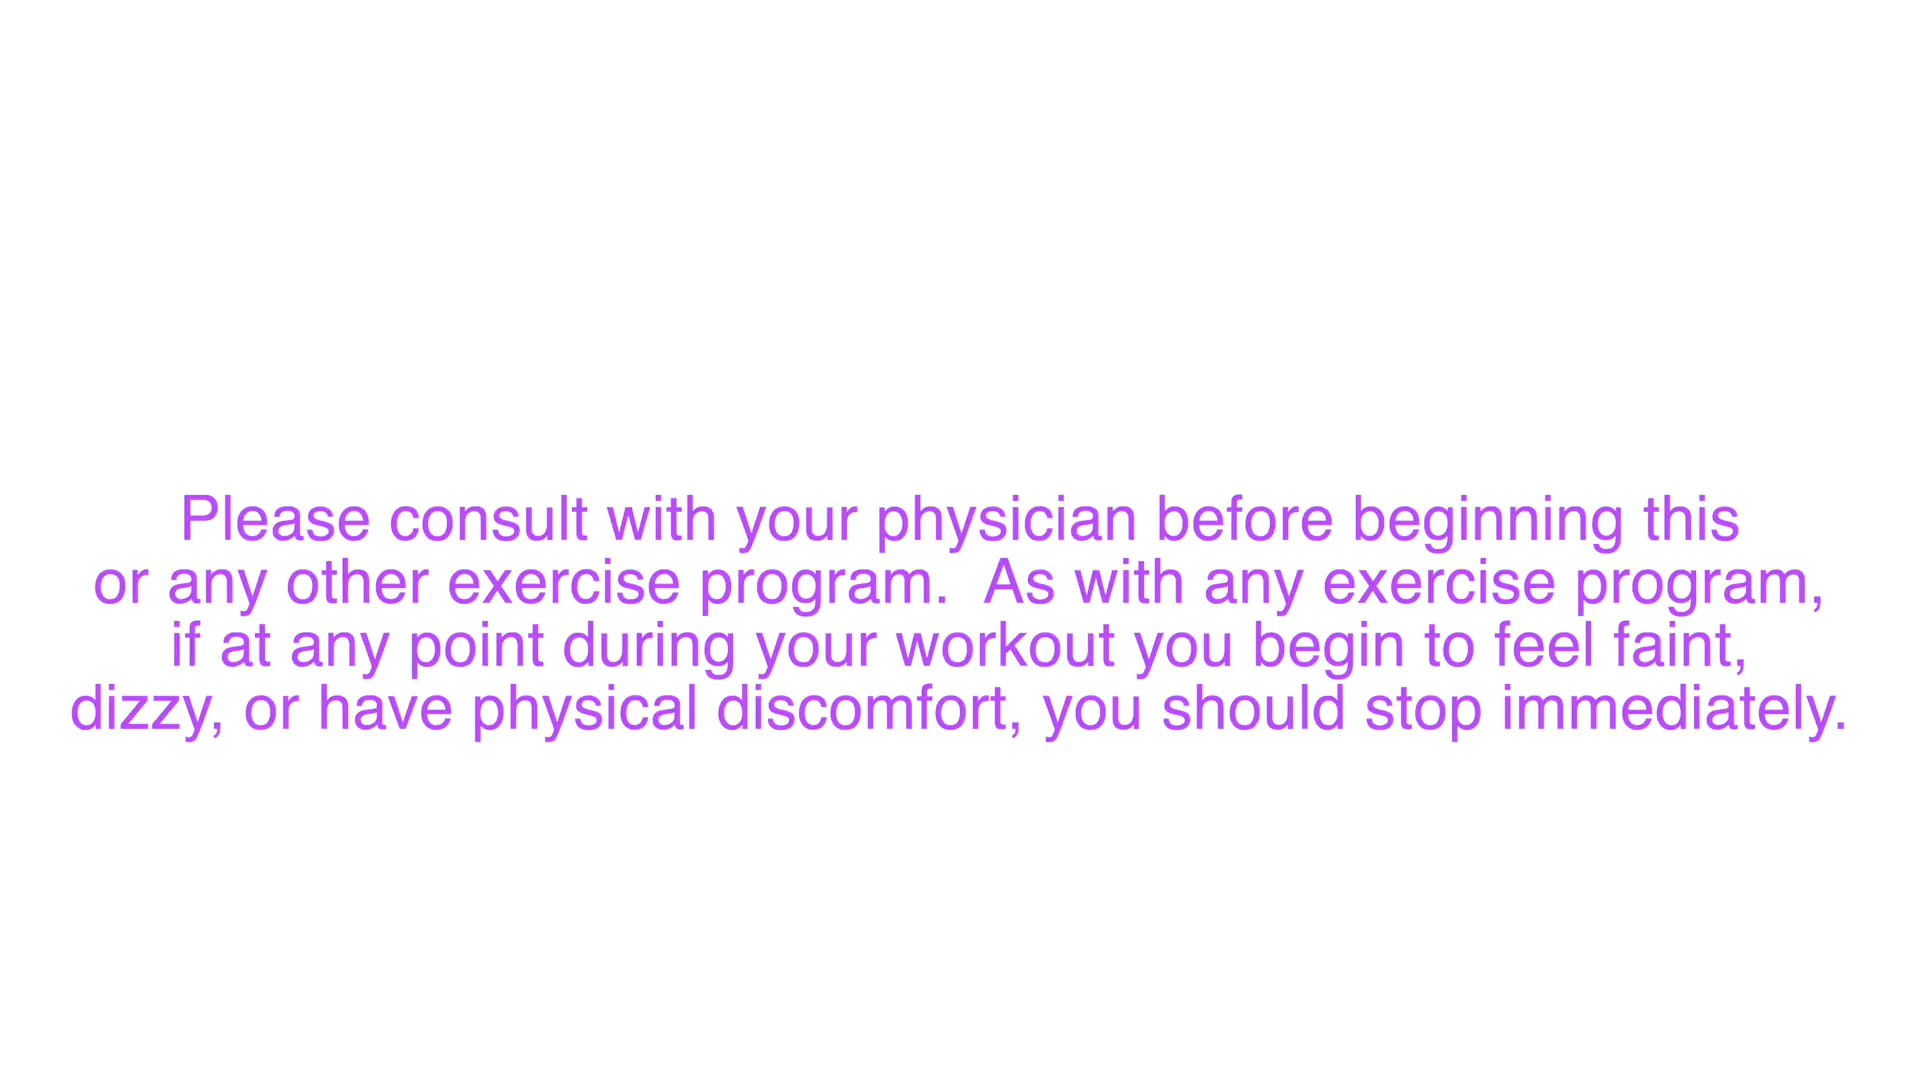 Please consult with your physician before beginning this
or any other exercise program.  As with any exercise program,
if at any point during your workout you begin to feel faint,
dizzy, or have physical discomfort, you should stop immediately.